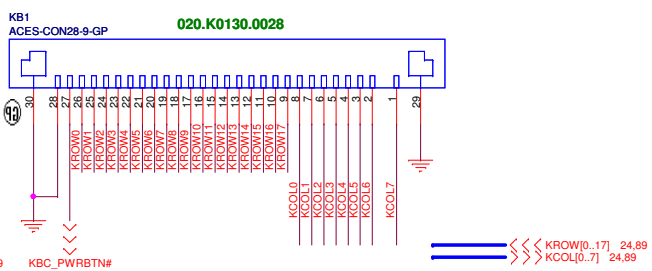 KB1
ACES-CON28-9-GP
020.K0130.0028
30 28 27 26 25 24 23 22 21 20 19 18 17 16 15 14 13 12 11 10 9 8 7 6 5 4 3 2 1 29
KROW0 KROW1 KROW2 KROW3 KROW4 KROW5 KROW6 KROW7 KROW8 KROW9 KROW10 KROW11 KROW12 KROW13 KROW14 KROW15 KROW16 KROW17
KCOL0 KCOL1 KCOL2 KCOL3 KCOL4 KCOL5 KCOL6 KCOL7
KROW[0..17] 24,89
KCOL[0..7] 24,89
KBC_PWRBTN#